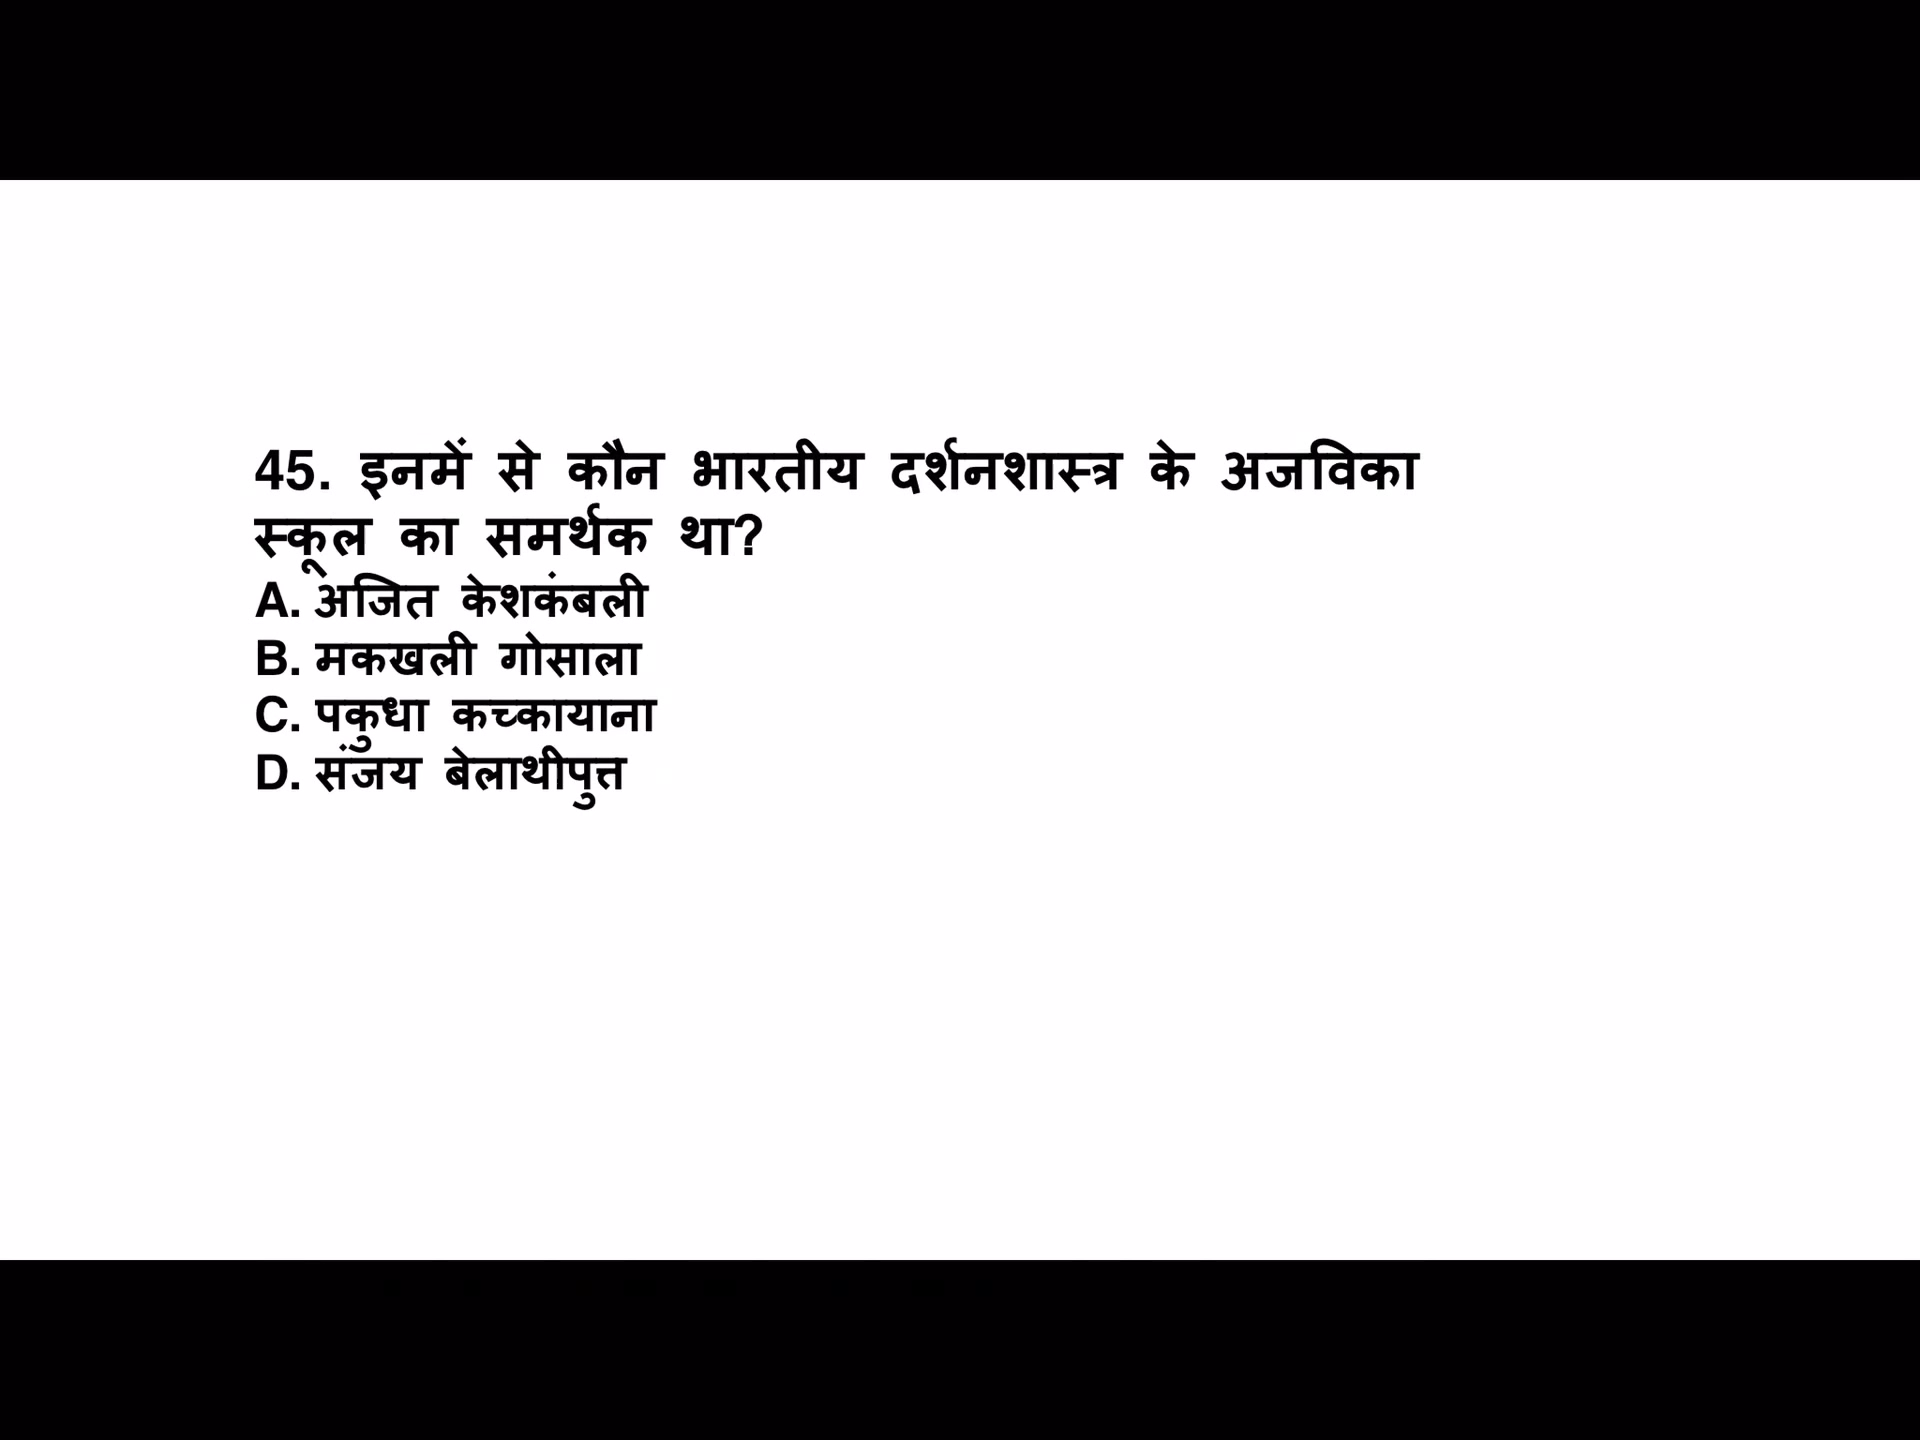 45. इनमें से कौन भारतीय दर्शनशास्त्र के अजविका
स्कूल का समर्थक था?
A. अजित केशकंबली
B. मकखली गोसाला
C. पकुधा कच्कायाना
D. संजय बेलाथीपुत्त